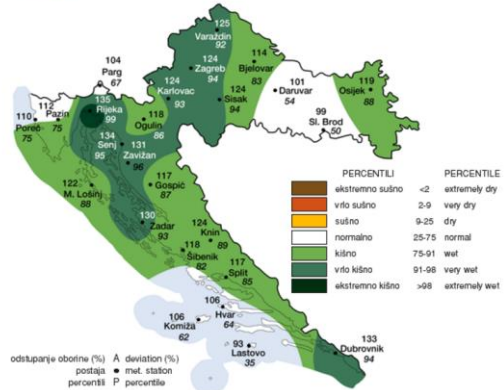 125
Varaždin
92
104
Parg
67
124
Zagreb
94
114
Bjelovar
83
124
Karlovac
93
112
Pazin
75
135
Rijeka
99
110
Poreč
75
118
Ogulin
86
124
Sisak
94
101
Daruvar
54
119
Osijek
88
99
Sl. Brod
50
134
Senj
95
131
Zavižan
96
122
M. Lošinj
88
117
Gospić
87
130
Zadar
93
124
Knin
89
118
Šibenik
82
117
Split
85
106
Hvar
64
106
Komiža
62
93
Lastovo
35
133
Dubrovnik
94
PERCENTILI PERCENTILE
ekstremno sušno <2 extremely dry
vrlo sušno 2-9 very dry
sušno 9-25 dry
normalno 25-75 normal
kišno 75-91 wet
vrlo kišno 91-98 very wet
ekstremno kišno >98 extremely wet
odstupanje oborine (%) A deviation (%)
postaja ● met. station
percentili P percentile